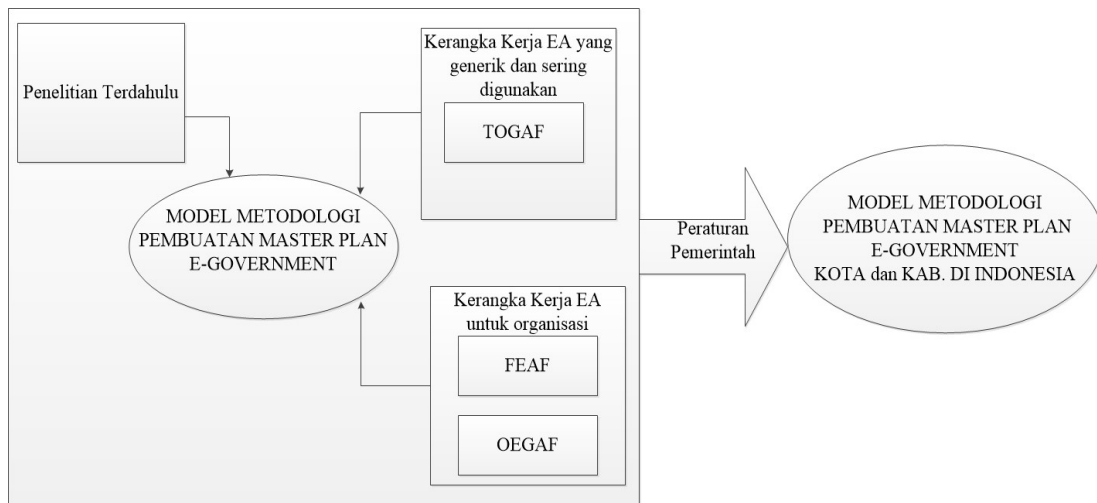 Penelitian Terdahulu
Kerangka Kerja EA yang
generik dan sering
digunakan
TOGAF
MODEL METODOLOGI
PEMBUATAN MASTER PLAN
E-GOVERNMENT
Kerangka Kerja EA
untuk organisasi
FEAF
OEGAF
Peraturan
Pemerintah
MODEL METODOLOGI
PEMBUATAN MASTER PLAN
E-GOVERNMENT
KOTA dan KAB. DI INDONESIA